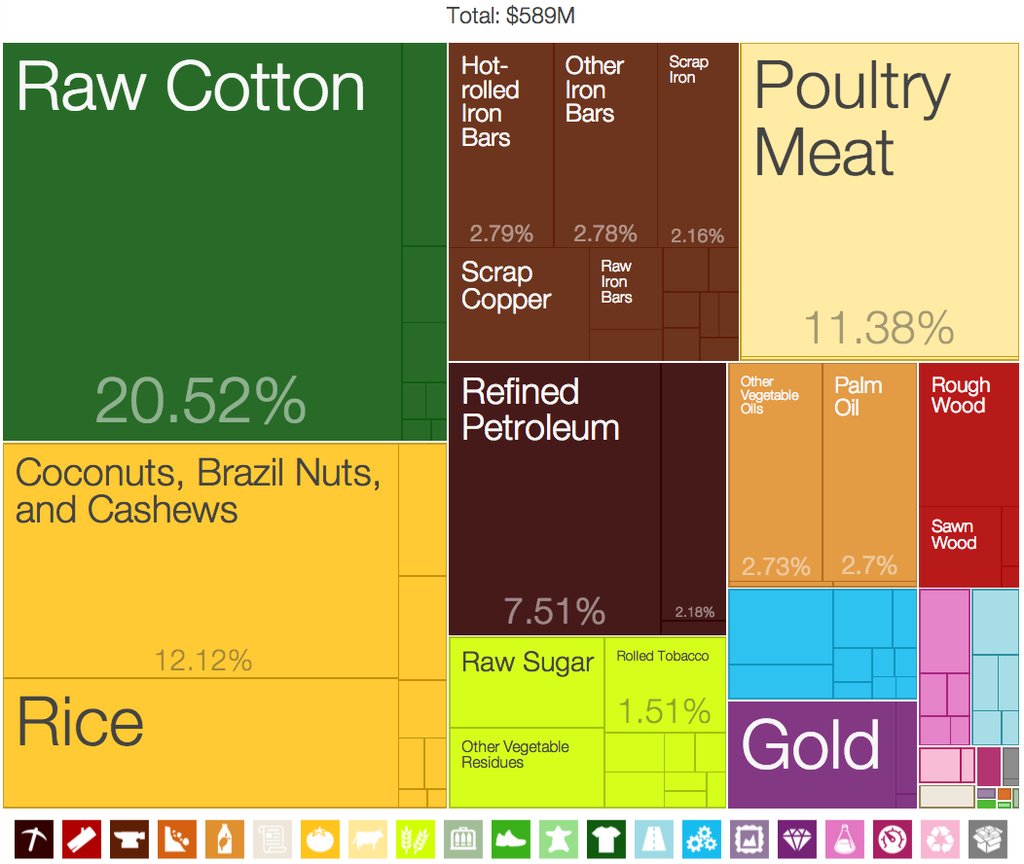 Total: $589M
Raw Cotton
20.52%
Hot-
rolled
Iron
Bars
2.79%
Other
Iron
Bars
2.78%
Scrap
Iron
2.16%
Scrap
Copper
Raw
Iron
Bars
Poultry
Meat
11.38%
Coconuts, Brazil Nuts,
and Cashews
12.12%
Rice
Refined
Petroleum
7.51%
2.18%
Raw Sugar
Rolled Tobacco
1.51%
Other Vegetable
Residues
Other
Vegetable
Oils
2.73%
Palm
Oil
2.7%
Rough
Wood
Sawn
Wood
Gold